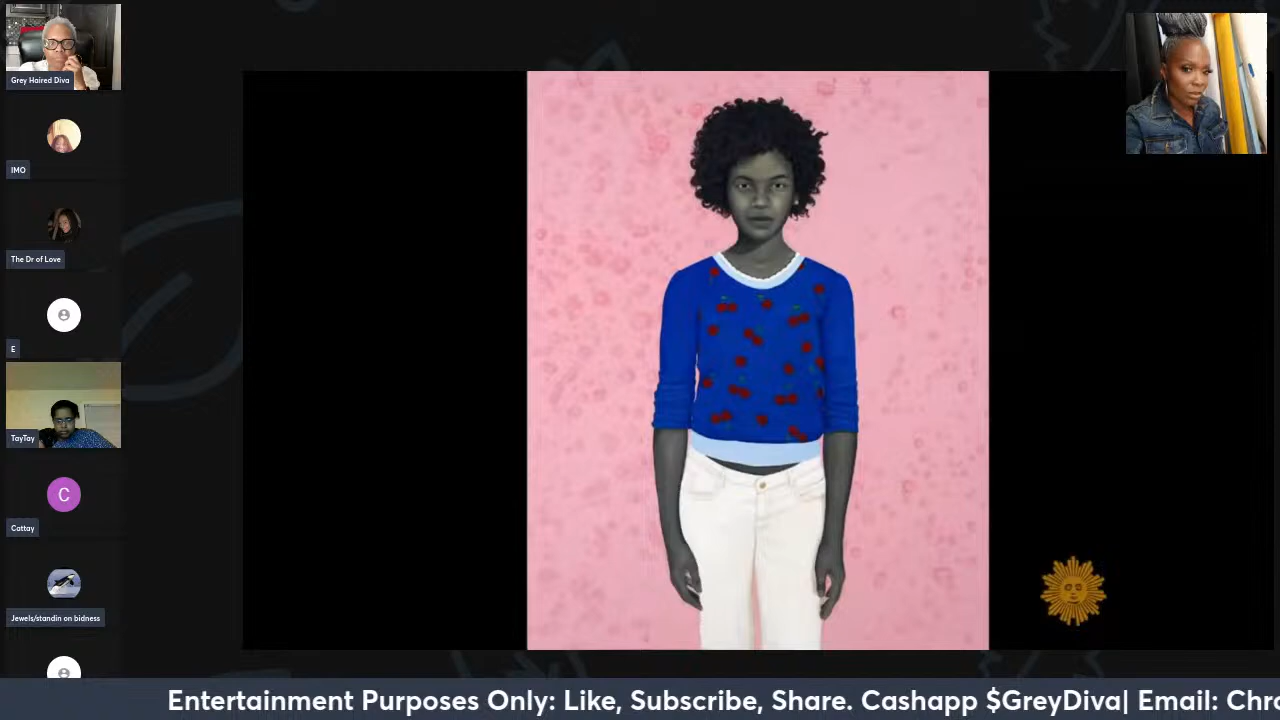 Grey Haired Diva
IMO
The Dr of Love
E
TayTay
C
Cattay
Jewels/standin on bidness
Entertainment Purposes Only: Like, Subscribe, Share. Cashapp $GreyDiva| Email: Chr